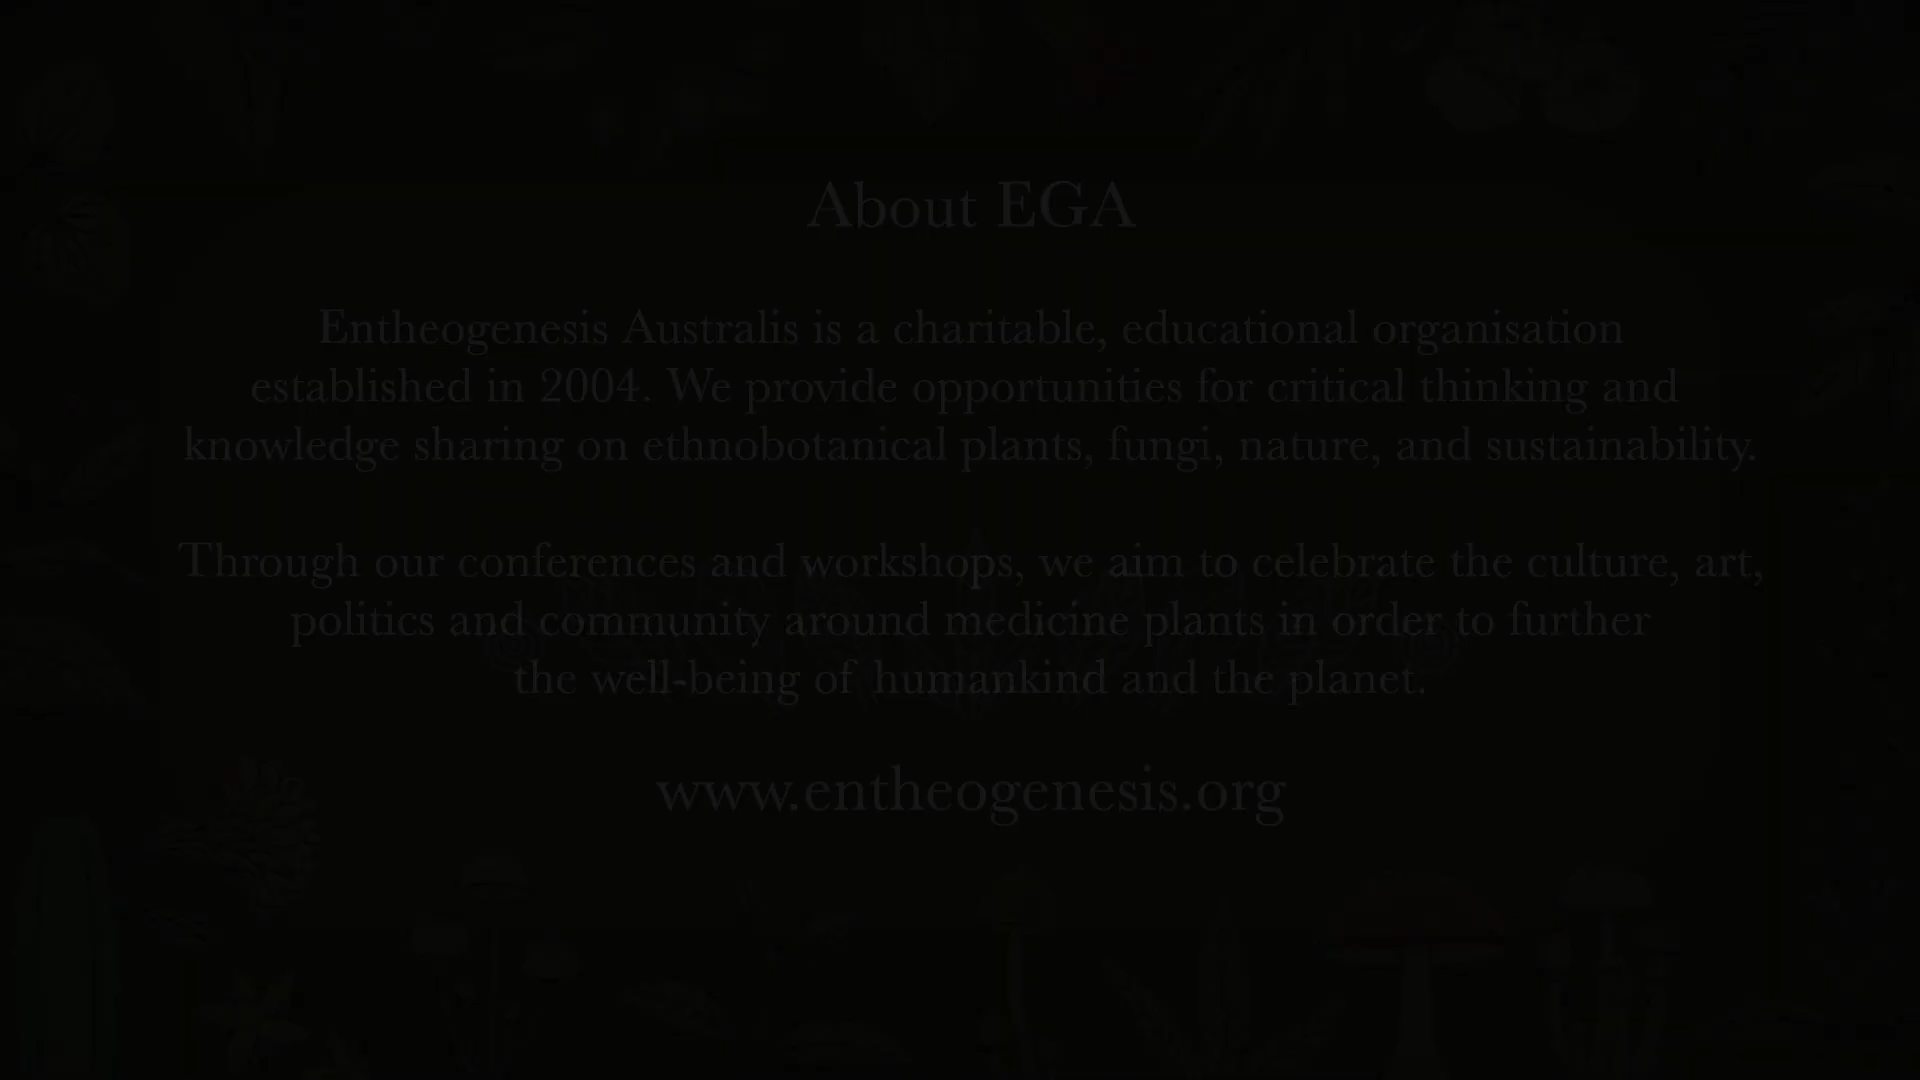 About EGA
Entheogenesis Australis is a charitable, educational organisation
established in 2004. We provide opportunities for critical thinking and
knowledge sharing on ethnobotanical plants, fungi, nature, and sustainability.
Through our conferences and workshops, we aim to celebrate the culture, art,
politics and community around medicine plants in order to further
the well-being of humankind and the planet.
www.entheogenesis.org